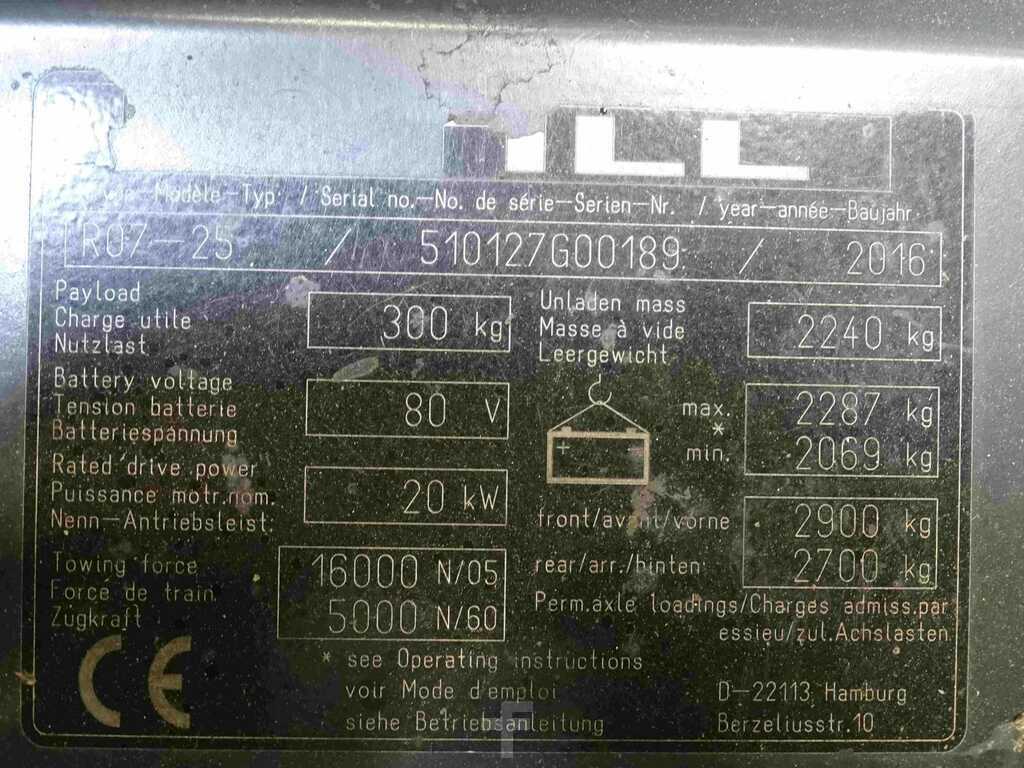 LL
Modèle-Typ: / Serial no.-No. de série-Serien-Nr. / year-année-Baujahr
R07-25 / 510127G00189 / 2016
Payload
Charge utile
Nutzlast
300 kg
Unladen mass
Masse à vide
Leergewicht
2240 kg
Battery voltage
Tension batterie
Batteriespannung
80 V
max. 2287 kg
*
min. 2069 kg
Rated drive power
Puissance motr.nom.
Nenn-Antriebsleist.
20 kW
front/avant/vorne 2900 kg
rear/arr./hinten 2700 kg
Perm.axle loadings/Charges admiss.par
essieu/zul.Achslasten
Towing force
Force de train
Zugkraft
16000 N/05
5000 N/60
CE
* see Operating instructions
voir Mode d'emploi
siehe Betriebsanleitung
D-22113 Hamburg
Berzeliusstr.10
F